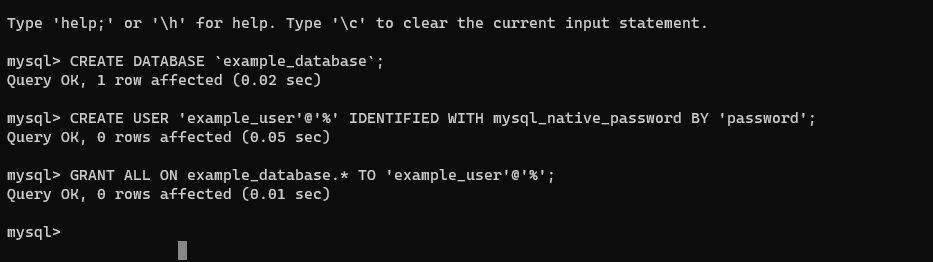 Type 'help;' or '\h' for help. Type '\c' to clear the current input statement.
mysql> CREATE DATABASE `example_database`;
Query OK, 1 row affected (0.02 sec)
mysql> CREATE USER 'example_user'@'%' IDENTIFIED WITH mysql_native_password BY 'password';
Query OK, 0 rows affected (0.05 sec)
mysql> GRANT ALL ON example_database.* TO 'example_user'@'%';
Query OK, 0 rows affected (0.01 sec)
mysql>